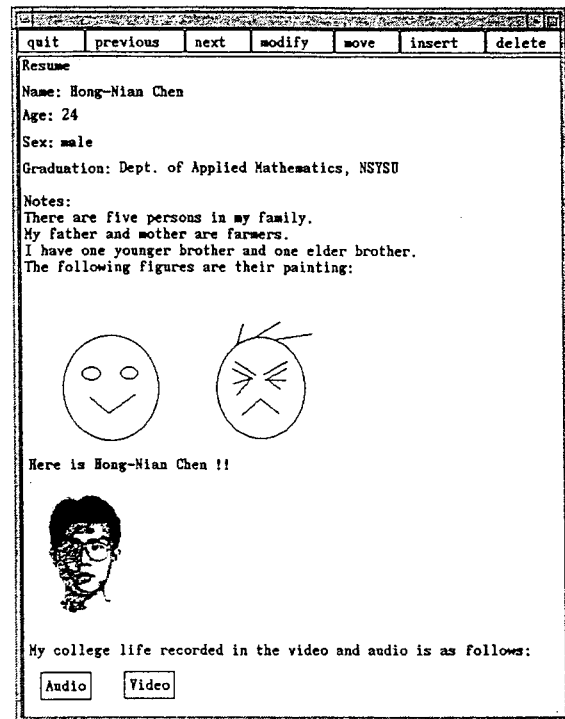 quit previous next modify move insert delete
Resume
Name: Hong-Nian Chen
Age: 24
Sex: male
Graduation: Dept. of Applied Mathematics, NSYSU
Notes:
There are five persons in my family.
My father and mother are farmers.
I have one younger brother and one elder brother.
The following figures are their painting:
Here is Hong-Nian Chen !!
My college life recorded in the video and audio is as follows:
Audio Video